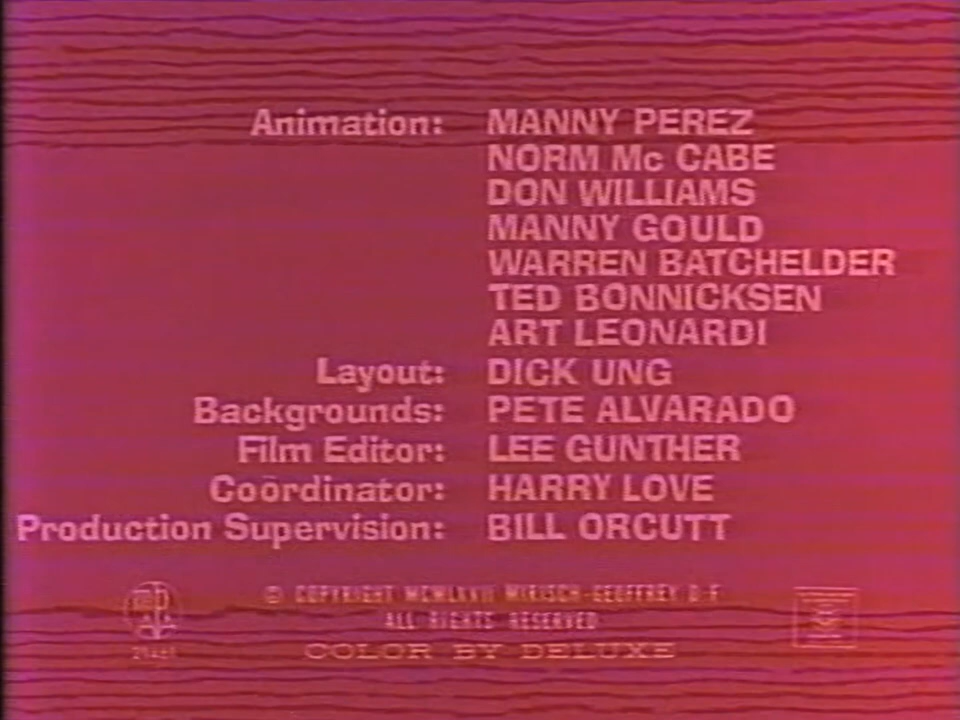 Animation: MANNY PEREZ
NORM Mc CABE
DON WILLIAMS
MANNY GOULD
WARREN BATCHELDER
TED BONNICKSEN
ART LEONARDI
Layout: DICK UNG
Backgrounds: PETE ALVARADO
Film Editor: LEE GUNTHER
Coördinator: HARRY LOVE
Production Supervision: BILL ORCUTT
© COPYRIGHT MIRISCH-GEOFFREY D-F
ALL RIGHTS RESERVED
COLOR BY DELUXE